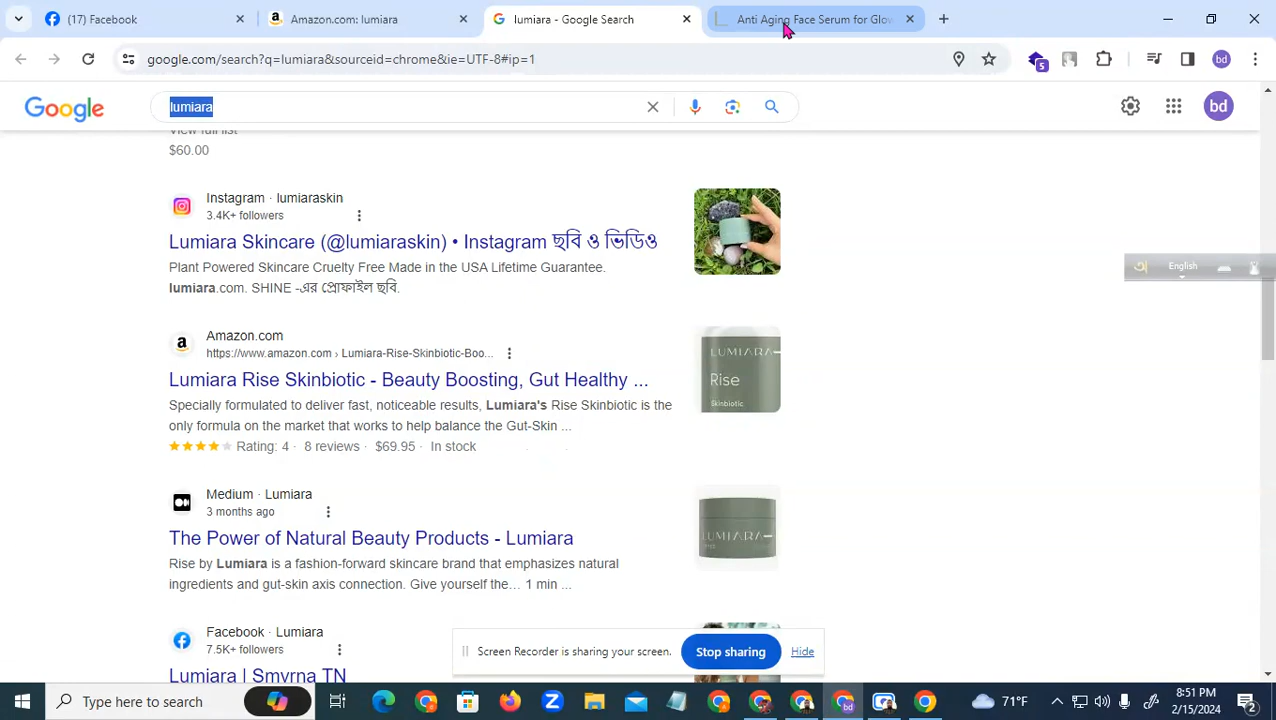 (17) Facebook
Amazon.com: lumiara
lumiara - Google Search
Anti Aging Face Serum for Glow
google.com/search?q=lumiara&sourceid=chrome&ie=UTF-8#ip=1
5
bd
Google
lumiara
bd
View full list
$60.00
Instagram · lumiaraskin
3.4K+ followers
Lumiara Skincare (@lumiaraskin) • Instagram ছবি ও ভিডিও
Plant Powered Skincare Cruelty Free Made in the USA Lifetime Guarantee.
lumiara.com. SHINE -এর প্রোফাইল ছবি.
অ English
Amazon.com
https://www.amazon.com › Lumiara-Rise-Skinbiotic-Boo...
Lumiara Rise Skinbiotic - Beauty Boosting, Gut Healthy ...
Specially formulated to deliver fast, noticeable results, Lumiara's Rise Skinbiotic is the
only formula on the market that works to help balance the Gut-Skin ...
Rating: 4 · 8 reviews · $69.95 · In stock
LUMIARA
Rise
Skinbiotic
Medium · Lumiara
3 months ago
The Power of Natural Beauty Products - Lumiara
Rise by Lumiara is a fashion-forward skincare brand that emphasizes natural
ingredients and gut-skin axis connection. Give yourself the… 1 min ...
LUMIARA
Facebook · Lumiara
7.5K+ followers
Lumiara | Smyrna TN
Screen Recorder is sharing your screen.
Stop sharing
Hide
Type here to search
71°F
8:51 PM
2/15/2024
2